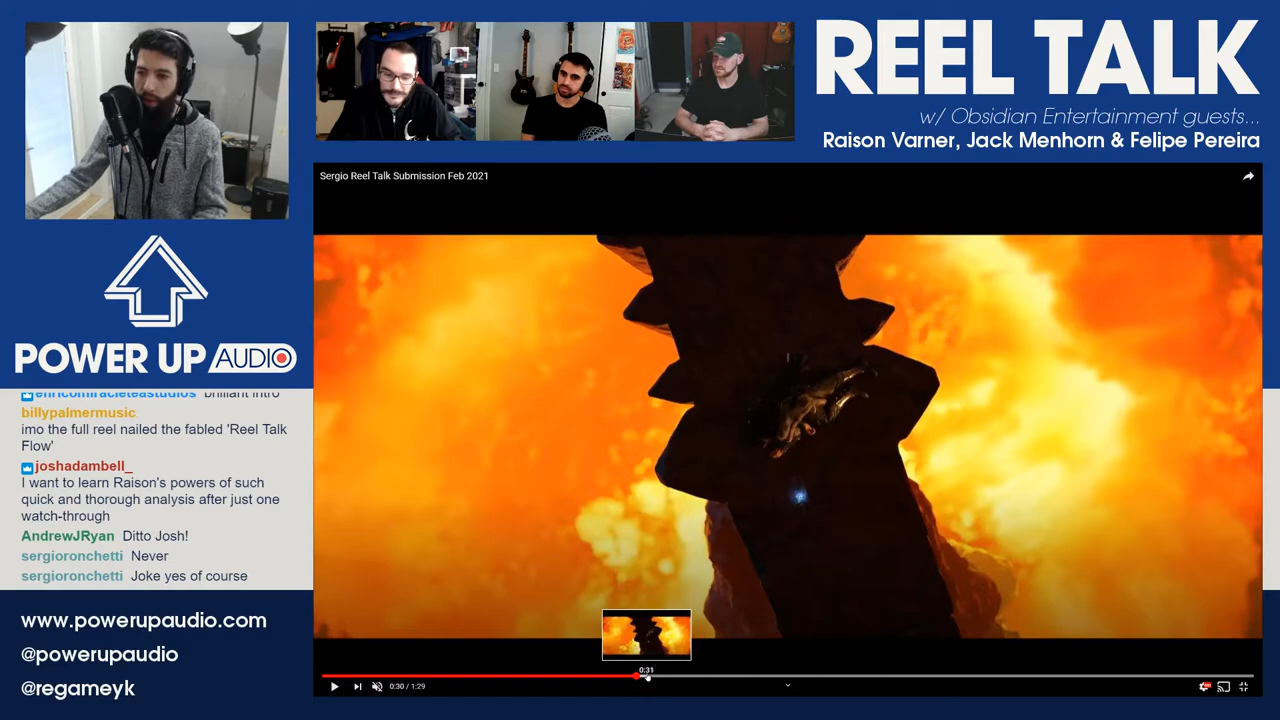 REEL TALK
w/ Obsidian Entertainment guests...
Raison Varner, Jack Menhorn & Felipe Pereira
Sergio Reel Talk Submission Feb 2021
POWER UP AUDIO
enricomiracleteastudios brilliant intro
billypalmermusic
imo the full reel nailed the fabled 'Reel Talk
Flow'
joshadambell_
I want to learn Raison's powers of such
quick and thorough analysis after just one
watch-through
AndrewJRyan Ditto Josh!
sergioronchetti Never
sergioronchetti Joke yes of course
www.powerupaudio.com
@powerupaudio
@regameyk
0:31
0:30 / 1:29